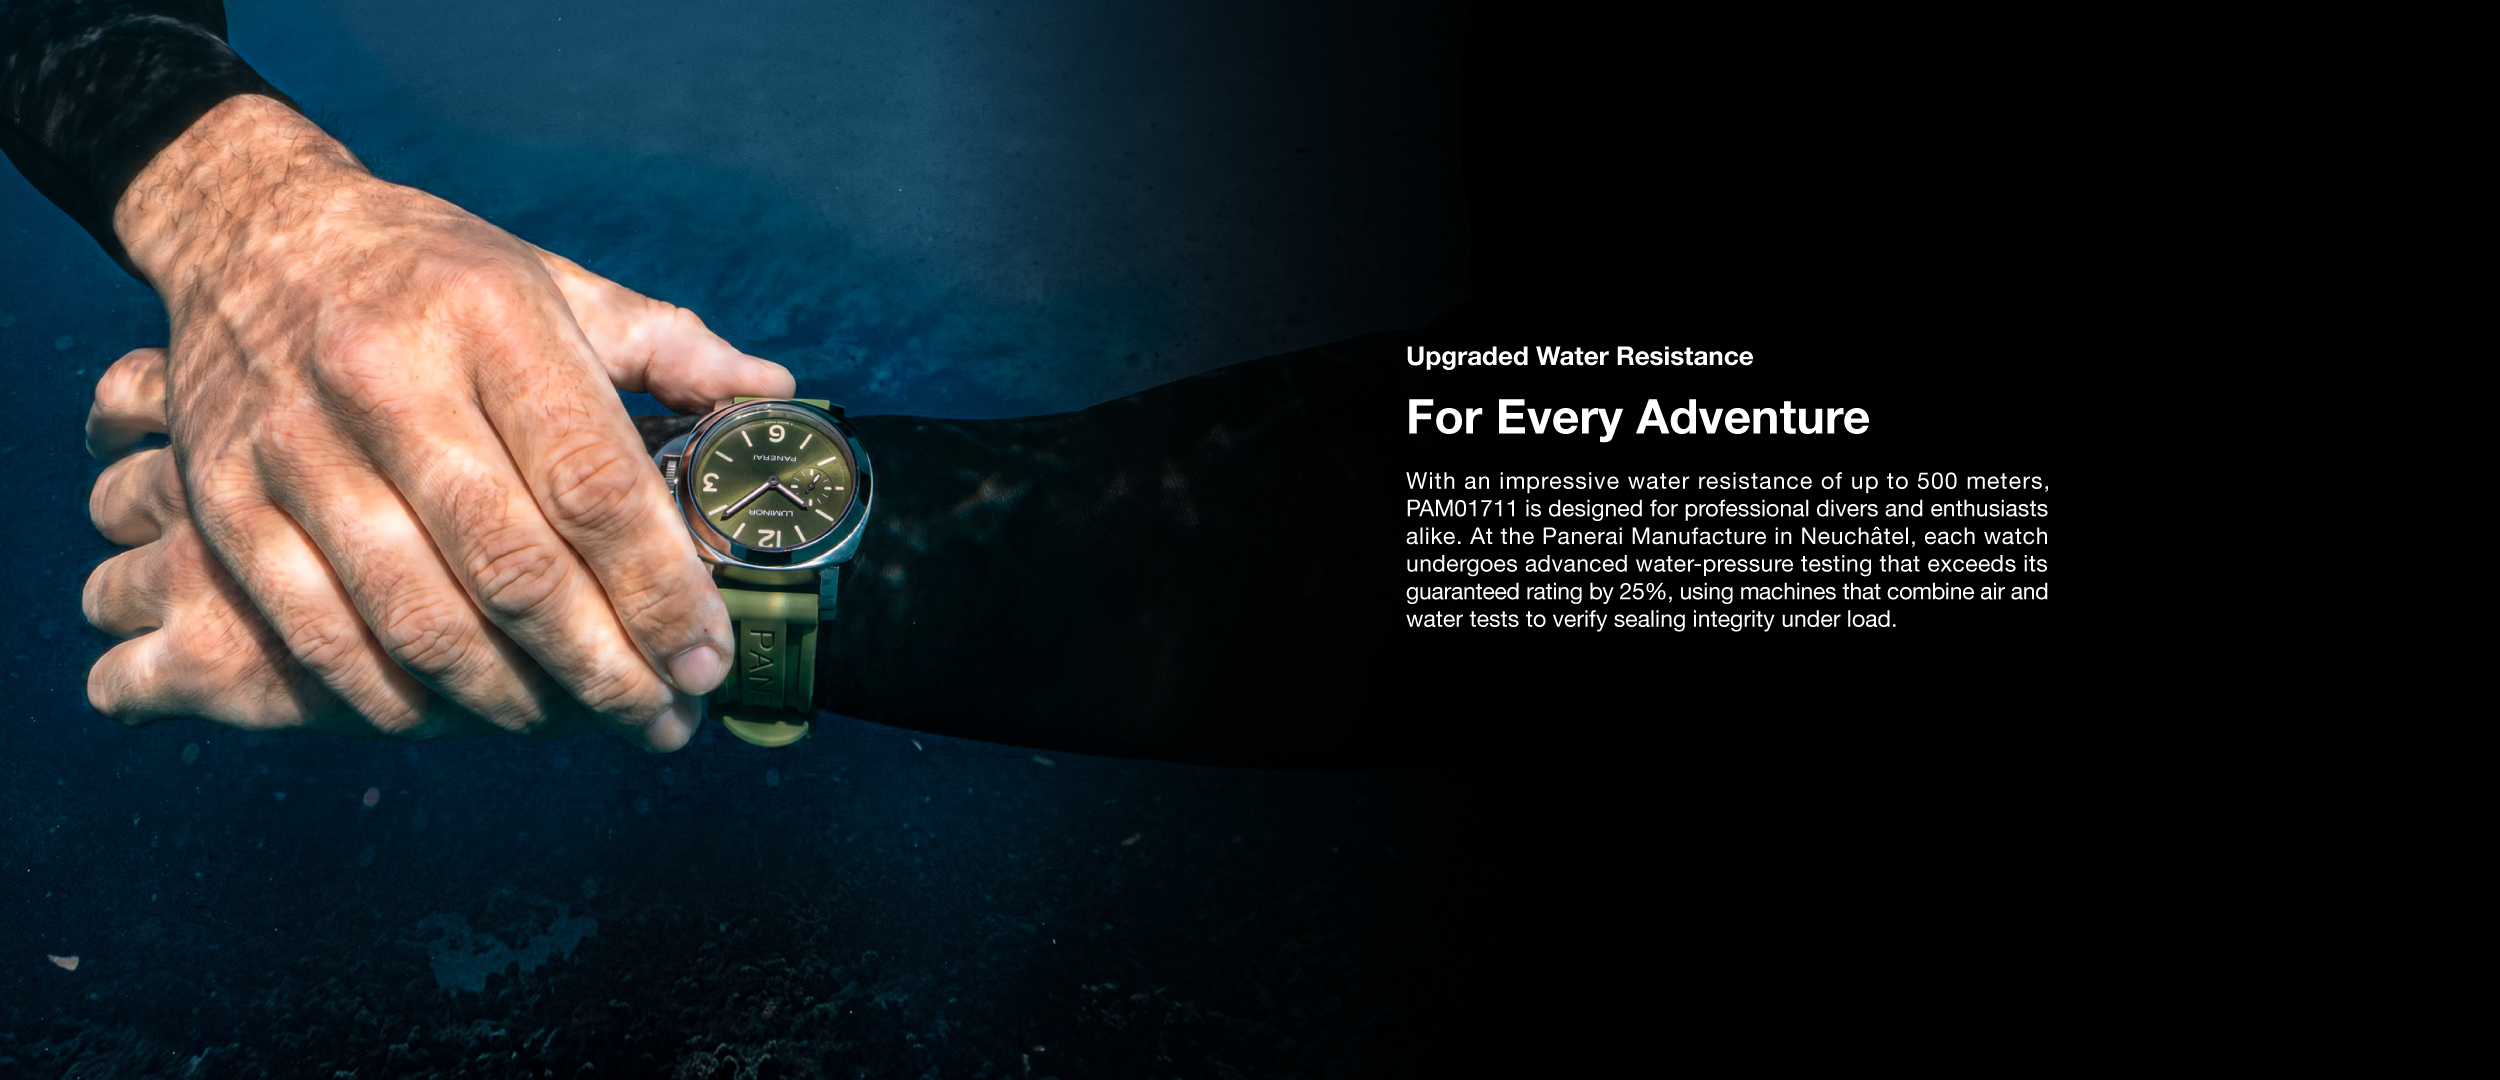 Upgraded Water Resistance
For Every Adventure
With an impressive water resistance of up to 500 meters,
PAM01711 is designed for professional divers and enthusiasts
alike. At the Panerai Manufacture in Neuchâtel, each watch
undergoes advanced water-pressure testing that exceeds its
guaranteed rating by 25%, using machines that combine air and
water tests to verify sealing integrity under load.
6
PANERAI
3
LUMINOR
12
PAN